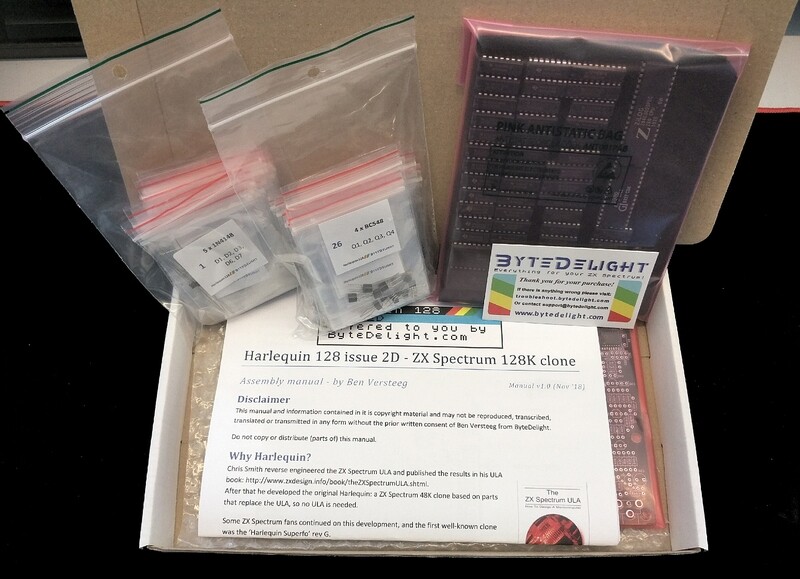 5 x 1N4148
1
D1, D2, D3,
D6, D7
4 x BC548
26
Q1, Q2, Q3, Q4
PINK ANTISTATIC BAG
BYTEDELIGHT
Everything for your ZX Spectrum!
Thank you for your purchase!
If there is anything wrong please visit:
troubleshoot.bytedelight.com
Or contact support@bytedelight.com
www.bytedelight.com
128
ered to you by
ByteDelight.com
Harlequin 128 issue 2D - ZX Spectrum 128K clone
Assembly manual - by Ben Versteeg
Manual v1.0 (Nov '18)
Disclaimer
This manual and information contained in it is copyright material and may not be reproduced, transcribed,
translated or transmitted in any form without the prior written consent of Ben Versteeg from ByteDelight.
Do not copy or distribute (parts of) this manual.
Why Harlequin?
Chris Smith reverse engineered the ZX Spectrum ULA and published the results in his ULA
book: http://www.zxdesign.info/book/theZXSpectrumULA.shtml.
After that he developed the original Harlequin: a ZX Spectrum 48K clone based on parts
that replace the ULA, so no ULA is needed.
Some ZX Spectrum fans continued on this development, and the first well-known clone
was the 'Harlequin Superfo' rev G.
The
ZX Spectrum ULA